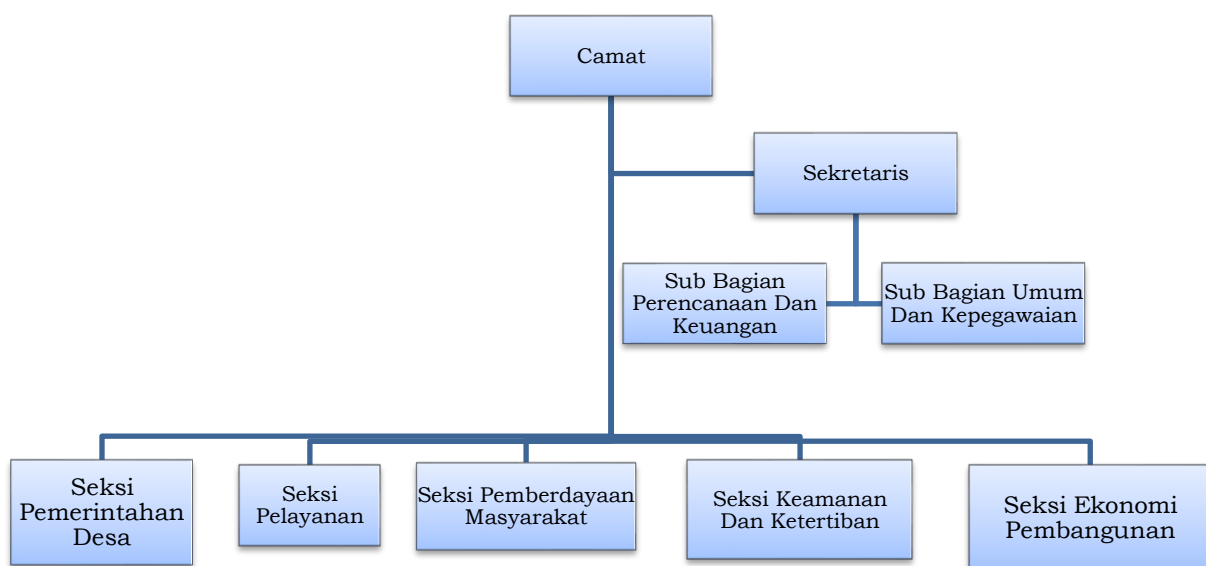 Camat
Sekretaris
Sub Bagian
Perencanaan Dan
Keuangan
Sub Bagian Umum
Dan Kepegawaian
Seksi
Pemerintahan
Desa
Seksi
Pelayanan
Seksi Pemberdayaan
Masyarakat
Seksi Keamanan
Dan Ketertiban
Seksi Ekonomi
Pembangunan